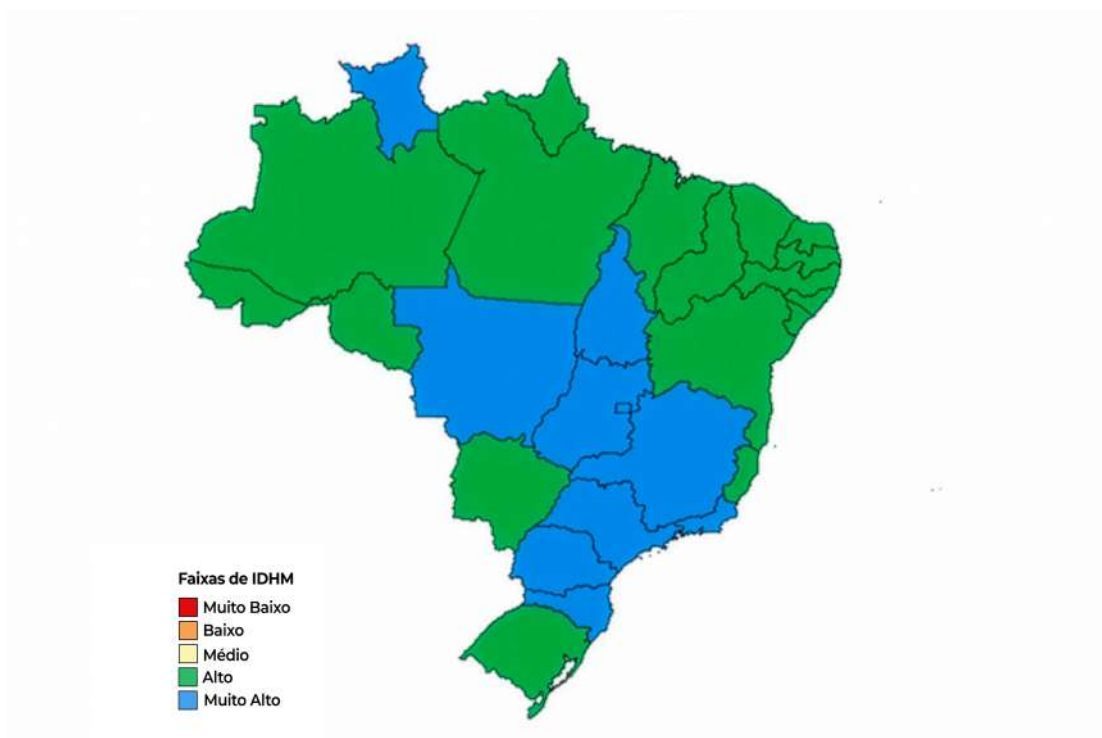 Faixas de IDHM
Muito Baixo
Baixo
Médio
Alto
Muito Alto